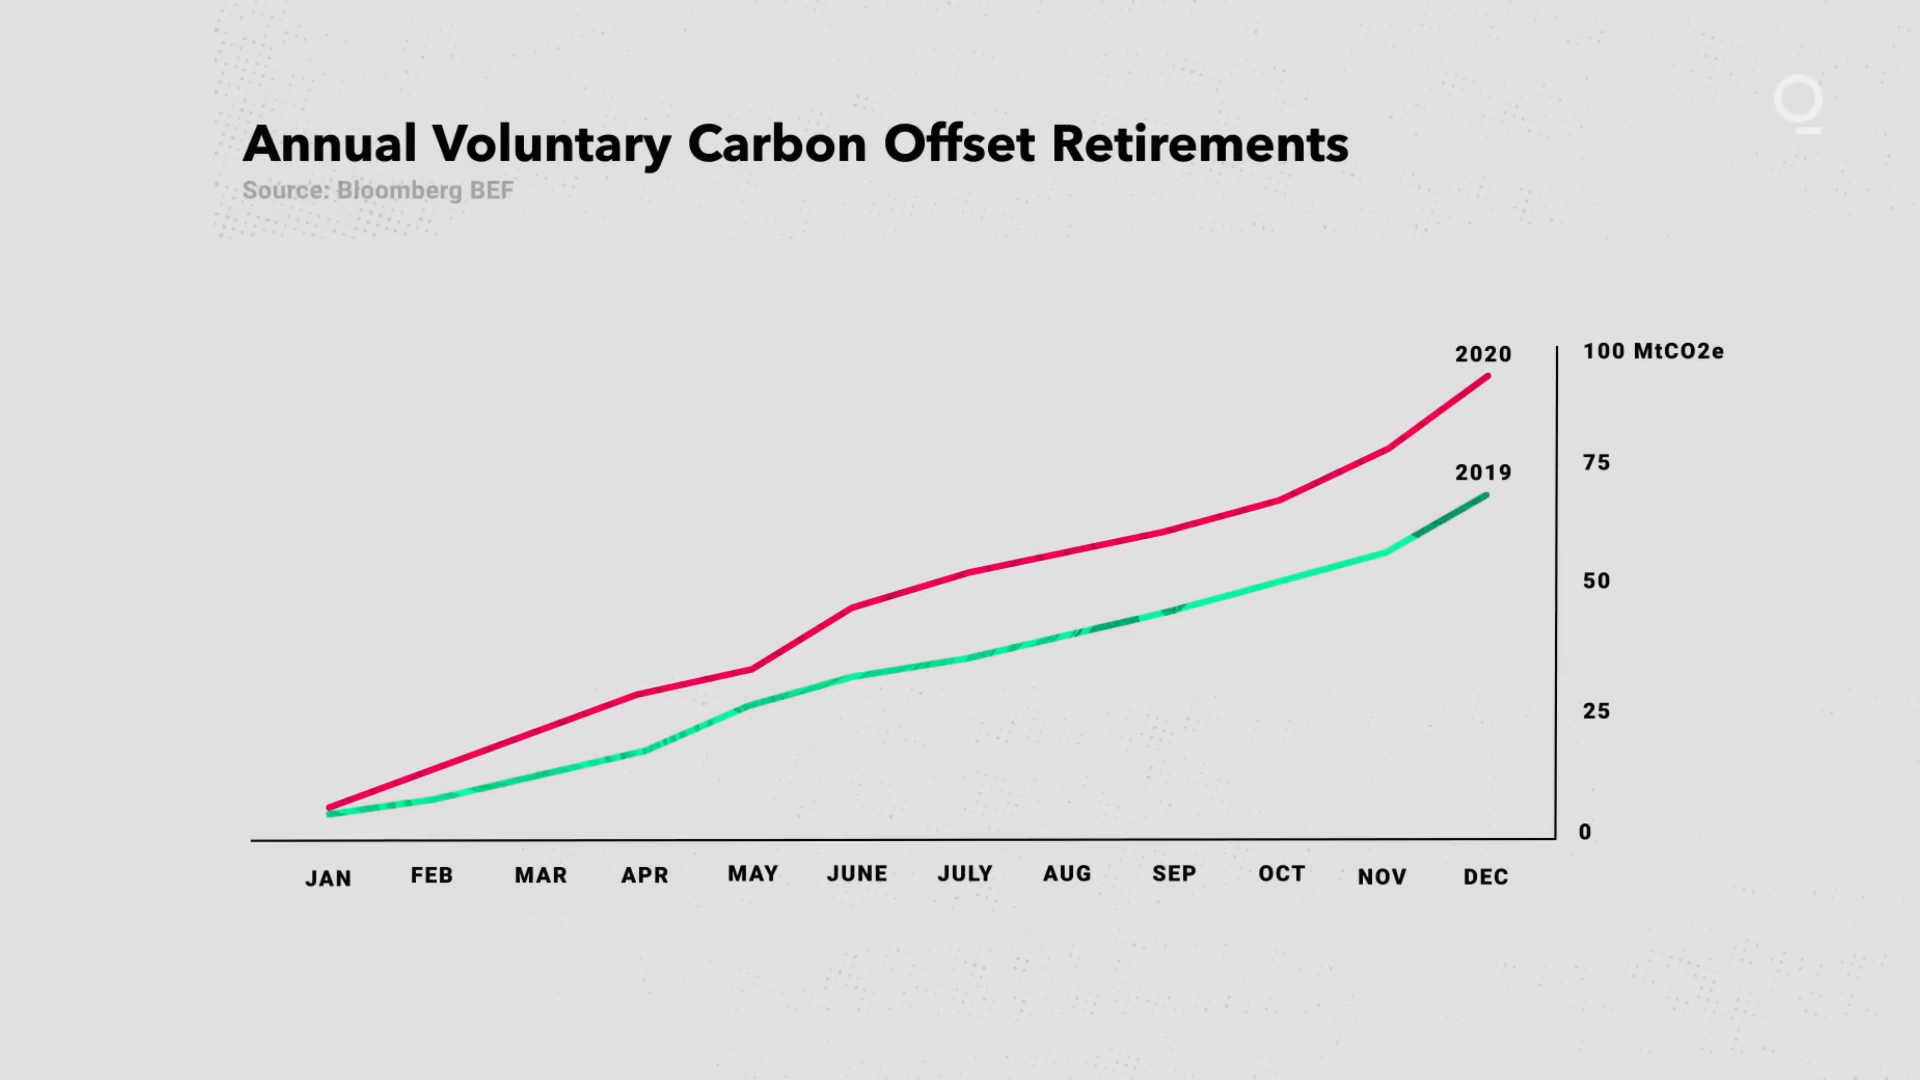 Annual Voluntary Carbon Offset Retirements
Source: Bloomberg BEF
2020
100 MtCO2e
75
2019
50
25
0
JAN FEB MAR APR MAY JUNE JULY AUG SEP OCT NOV DEC